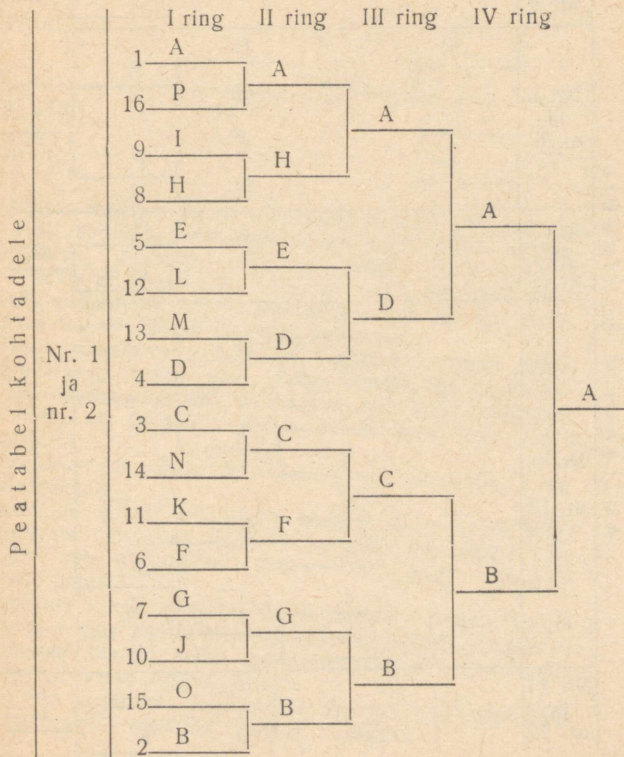 I ring II ring III ring IV ring
Peatabel kohtadele
Nr. 1
ja
nr. 2
1 A
A
16 P
A
9 I
H
8 H
A
5 E
E
12 L
D
13 M
D
4 D
A
3 C
C
14 N
C
11 K
F
6 F
B
7 G
G
10 J
B
15 O
B
2 B